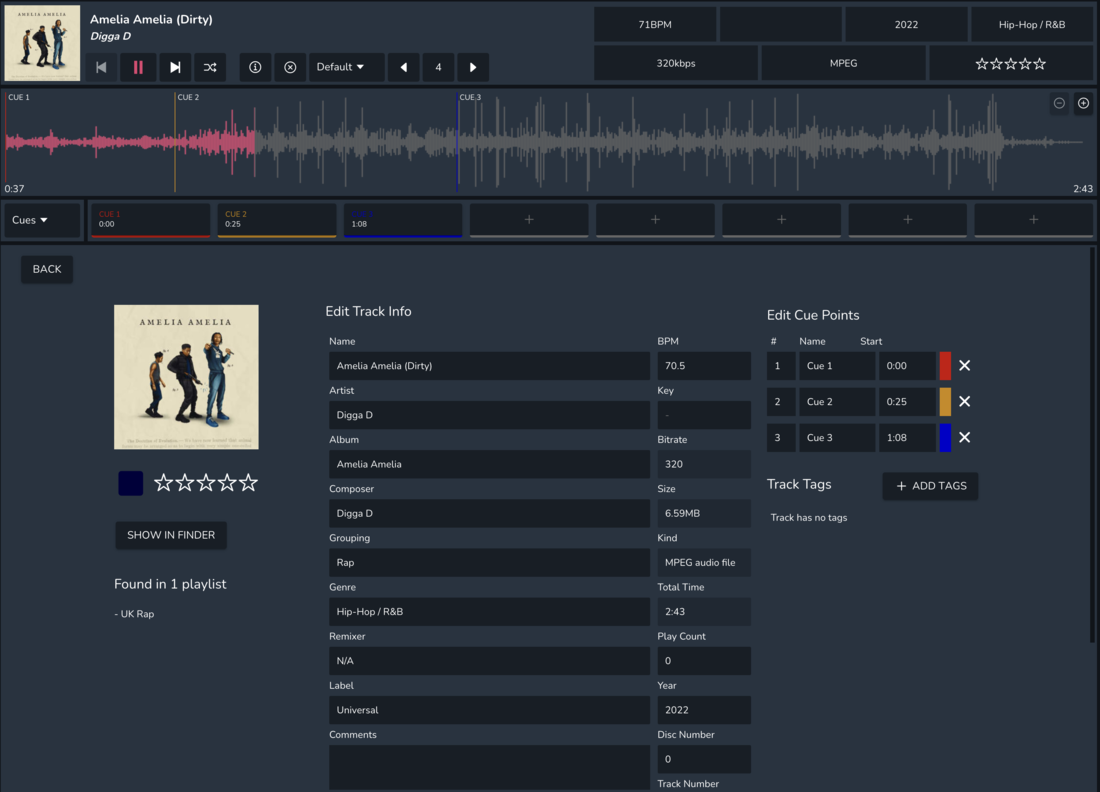 AMELIA AMELIA
Amelia Amelia (Dirty)
Digga D
Default
4
71BPM
2022
Hip-Hop / R&B
320kbps
MPEG
CUE 1
CUE 2
CUE 3
0:37
2:43
Cues
CUE 1
0:00
CUE 2
0:25
1:08
BACK
AMELIA AMELIA
SHOW IN FINDER
Found in 1 playlist
- UK Rap
Edit Track Info
Name
Amelia Amelia (Dirty)
Artist
Digga D
Album
Amelia Amelia
Composer
Digga D
Grouping
Rap
Genre
Hip-Hop / R&B
Remixer
N/A
Label
Universal
Comments
BPM
70.5
Key
-
Bitrate
320
Size
6.59MB
Kind
MPEG audio file
Total Time
2:43
Play Count
0
Year
2022
Disc Number
0
Track Number
Edit Cue Points
# Name Start
1 Cue 1 0:00
2 Cue 2 0:25
3 Cue 3 1:08
Track Tags
+ ADD TAGS
Track has no tags